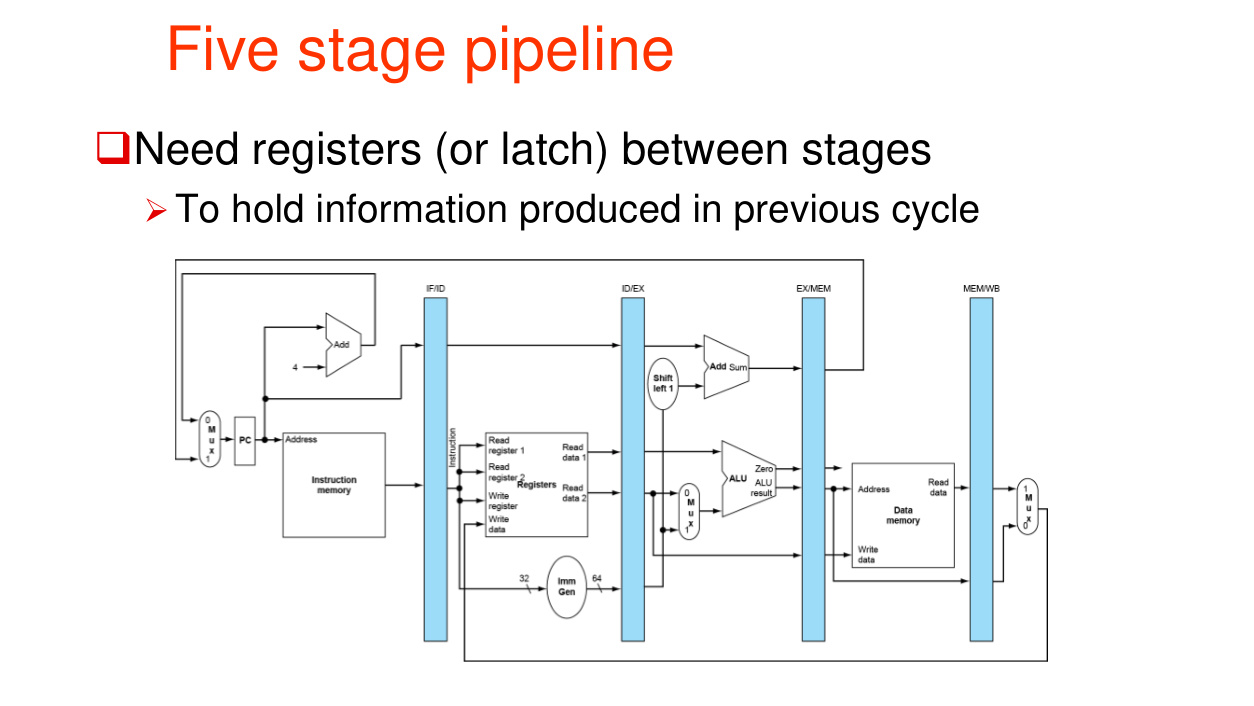 Five stage pipeline
Need registers (or latch) between stages
To hold information produced in previous cycle
IF/ID
ID/EX
EX/MEM
MEM/WB
Add
4
0
M
u
x
1
PC
Address
Instruction
memory
Instruction
Read
register 1
Read
register 2
Write
register
Write
data
Registers
Read
data 1
Read
data 2
32
Imm
Gen
64
Shift
left 1
Add Sum
0
M
u
x
1
ALU
Zero
ALU
result
Address
Read
data
Data
memory
Write
data
1
M
u
x
0